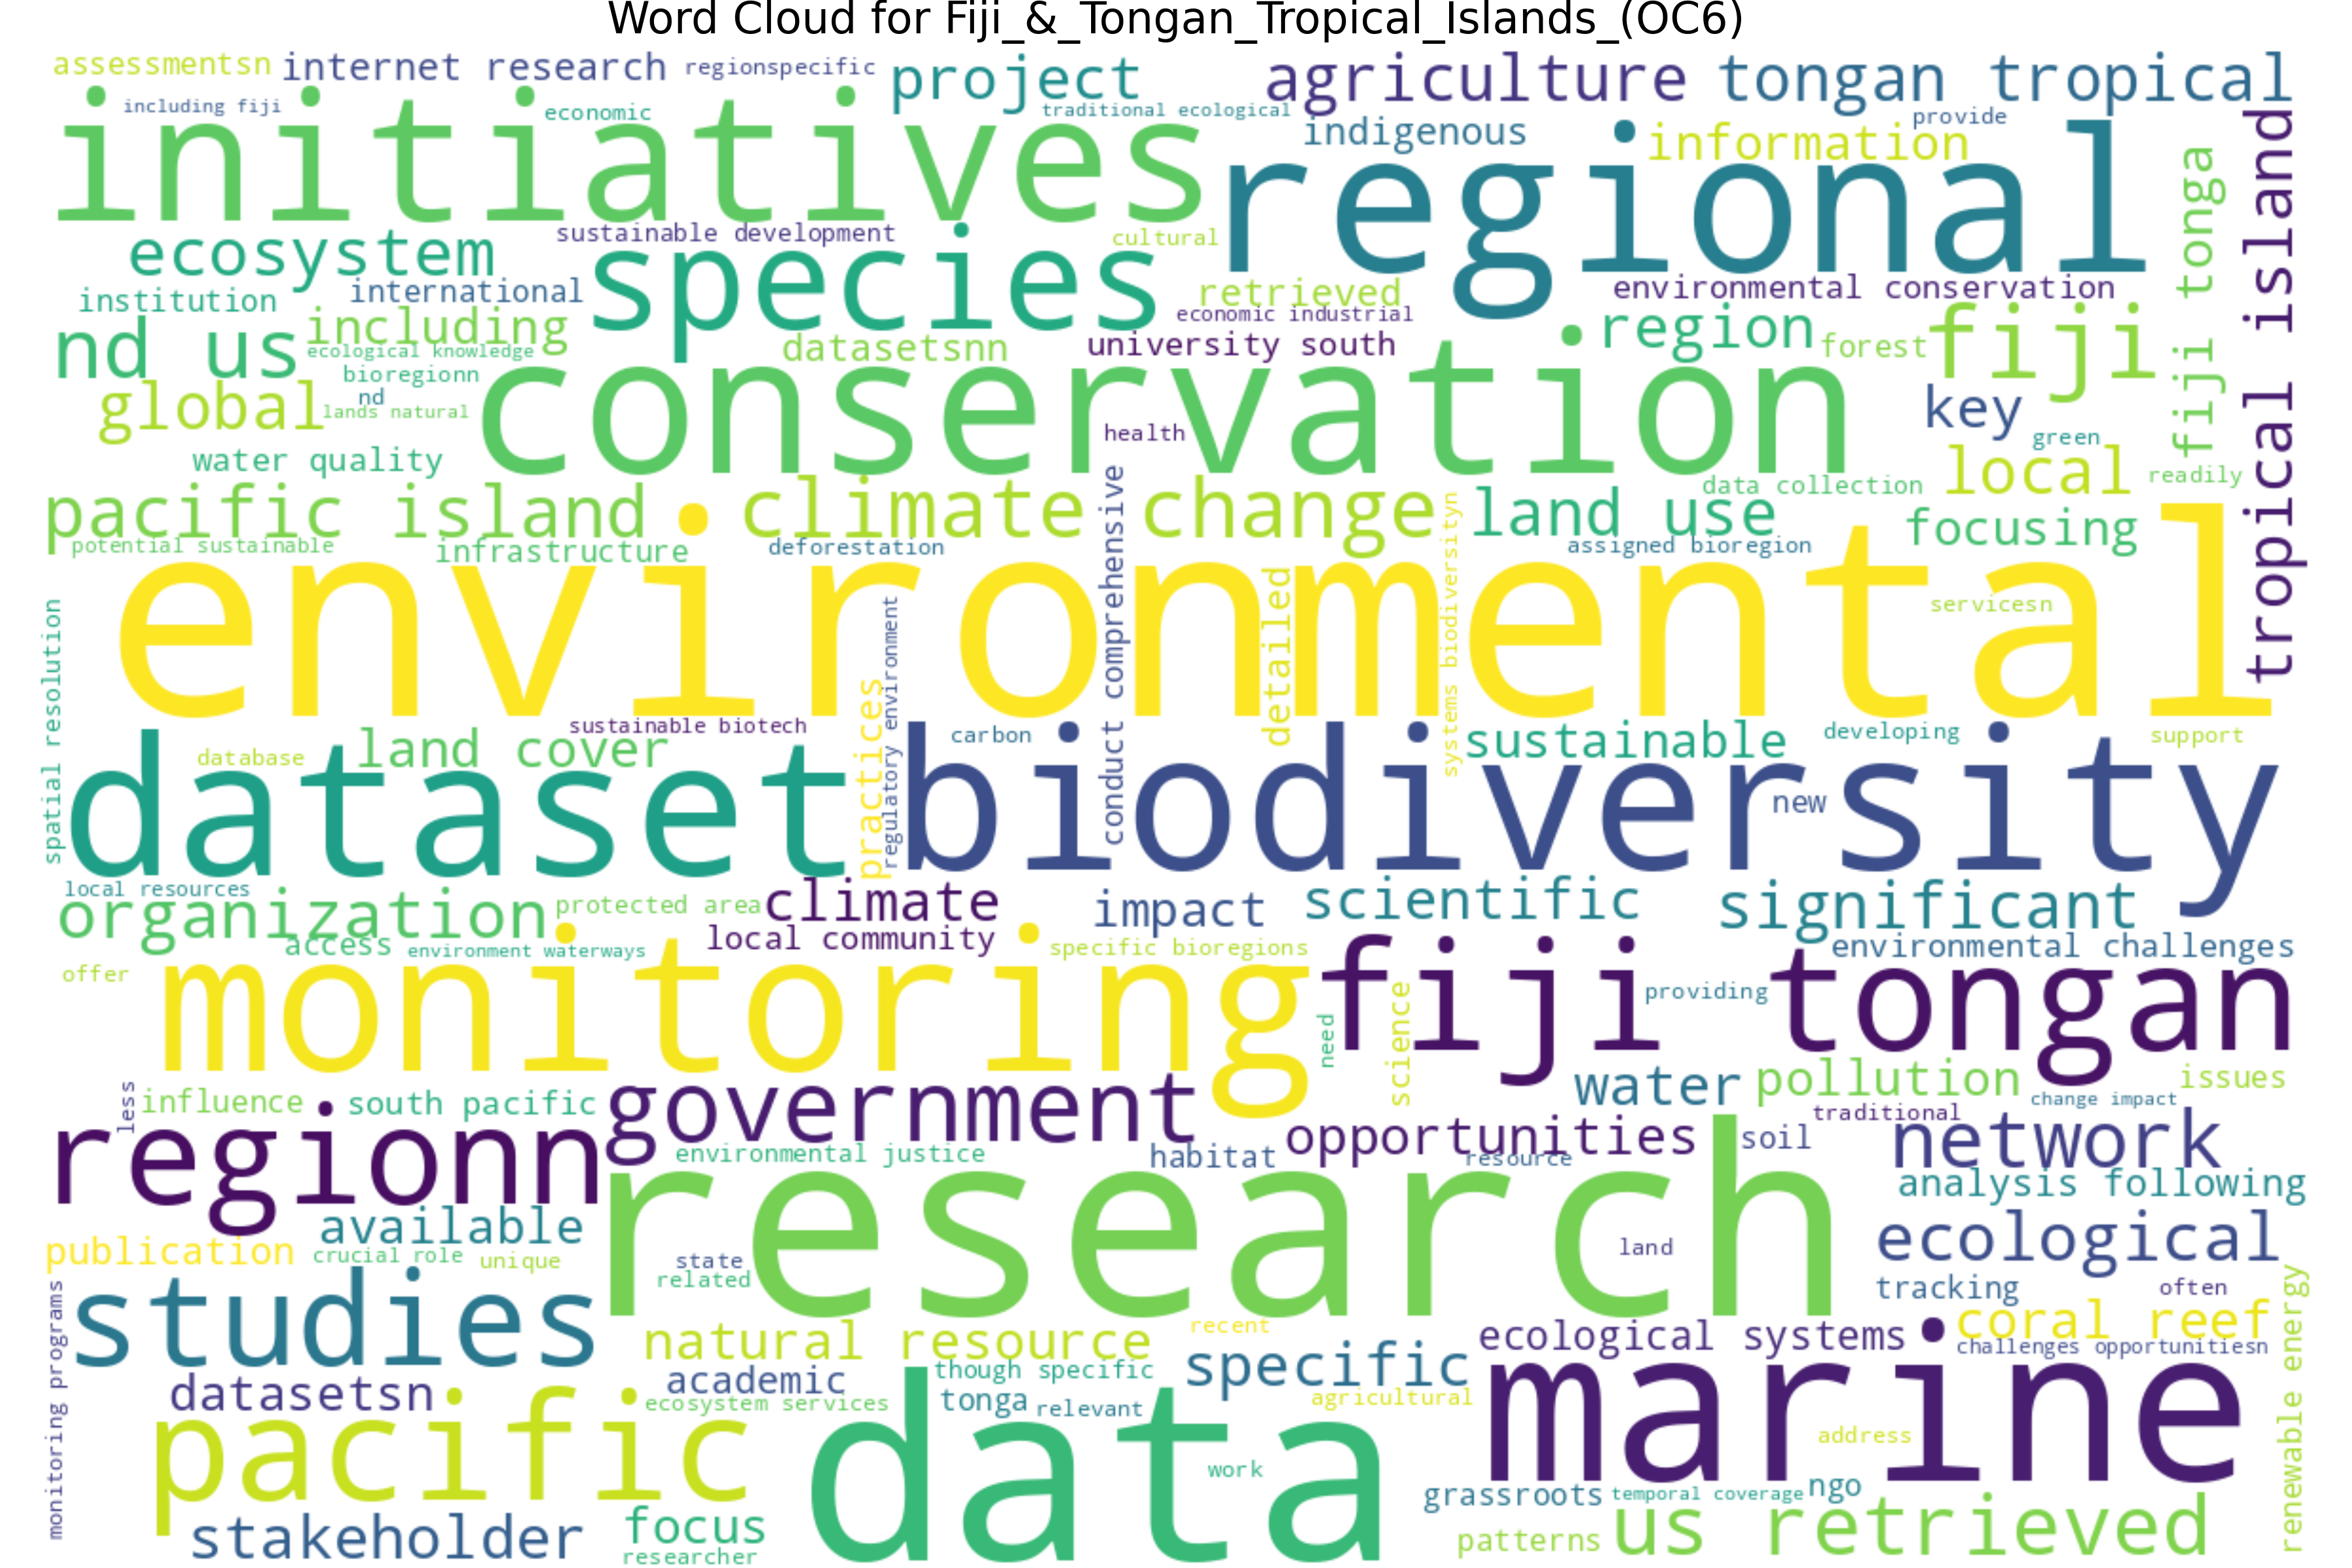 Word Cloud for Fiji_&_Tongan_Tropical_Islands_(OC6)
assessmentsn
internet research
regionspecific
project
agriculture
tongan tropical
including fiji
economic
traditional ecological
provide
initiatives
indigenous
information
regional
fiji tonga
tropical island
ecosystem
sustainable development
cultural
species
institution
international
retrieved
environmental conservation
economic industrial
nd us
including
region
fiji
ecological knowledge
datasetsnn
university south
forest
bioregionn
nd
global
lands natural
conservation
key
health
green
water quality
local
readily
pacific island
climate change
land use
data collection
focusing
potential sustainable
infrastructure
deforestation
conduct comprehensive
systems biodiversityn
assigned bioregion
environmental
detailed
servicesn
spatial resolution
practices
regulatory environment
sustainable biotech
land cover
database
carbon
sustainable
developing
support
dataset
biodiversity
new
local resources
organization
protected area
climate
impact
scientific
significant
access
environment waterways
local community
specific bioregions
environmental challenges
offer
monitoring
fiji tongan
need
science
providing
water
pollution
issues
less
influence
south pacific
government
change impact
traditional
regionn
environmental justice
habitat
opportunities
resource
soil
network
research
analysis following
available
publication
crucial role
unique
state
related
land
ecological
tracking
often
renewable energy
monitoring programs
studies
natural resource
recent
ecological systems
coral reef
challenges opportunitiesn
datasetsn
academic
though specific
specific
marine
ecosystem services
tonga
relevant
agricultural
pacific
data
address
work
grassroots
temporal coverage
ngo
stakeholder
focus
researcher
patterns
us retrieved